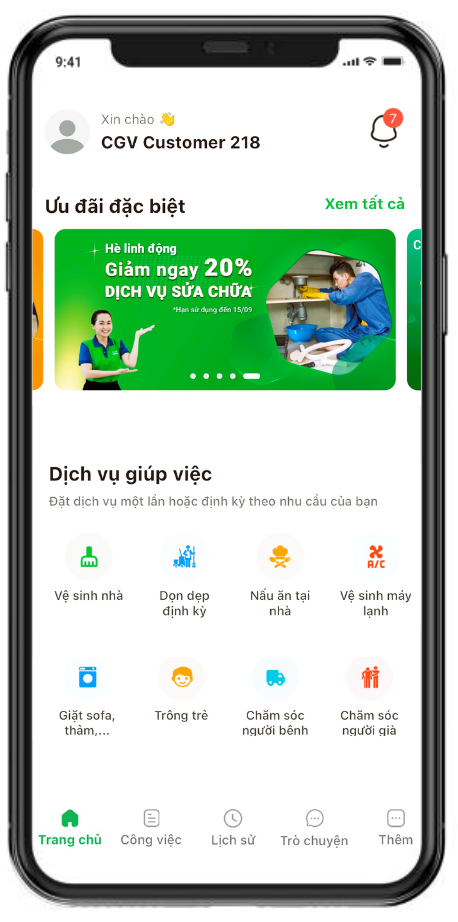 9:41
Xin chào 👋
7
CGV Customer 218
Ưu đãi đặc biệt
Xem tất cả
Hè linh động
Giảm ngay 20%
DỊCH VỤ SỬA CHỮA
*Hạn sử dụng đến 15/09
C
Dịch vụ giúp việc
Đặt dịch vụ một lần hoặc định kỳ theo nhu cầu của bạn
A/C
Vệ sinh nhà
Dọn dẹp
định kỳ
Nấu ăn tại
nhà
Vệ sinh máy
lạnh
Giặt sofa,
thảm,...
Trông trẻ
Chăm sóc
người bệnh
Chăm sóc
người già
Trang chủ
Công việc
Lịch sử
Trò chuyện
Thêm